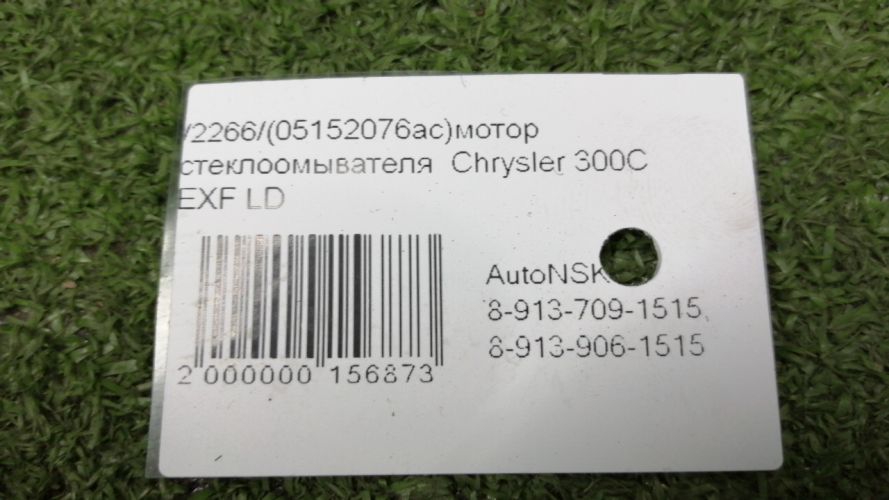 /2266/(05152076ac)мотор
стеклоомывателя Chrysler 300C
EXF LD
AutoNSK
8-913-709-1515,
8-913-906-1515
2 000000 156873